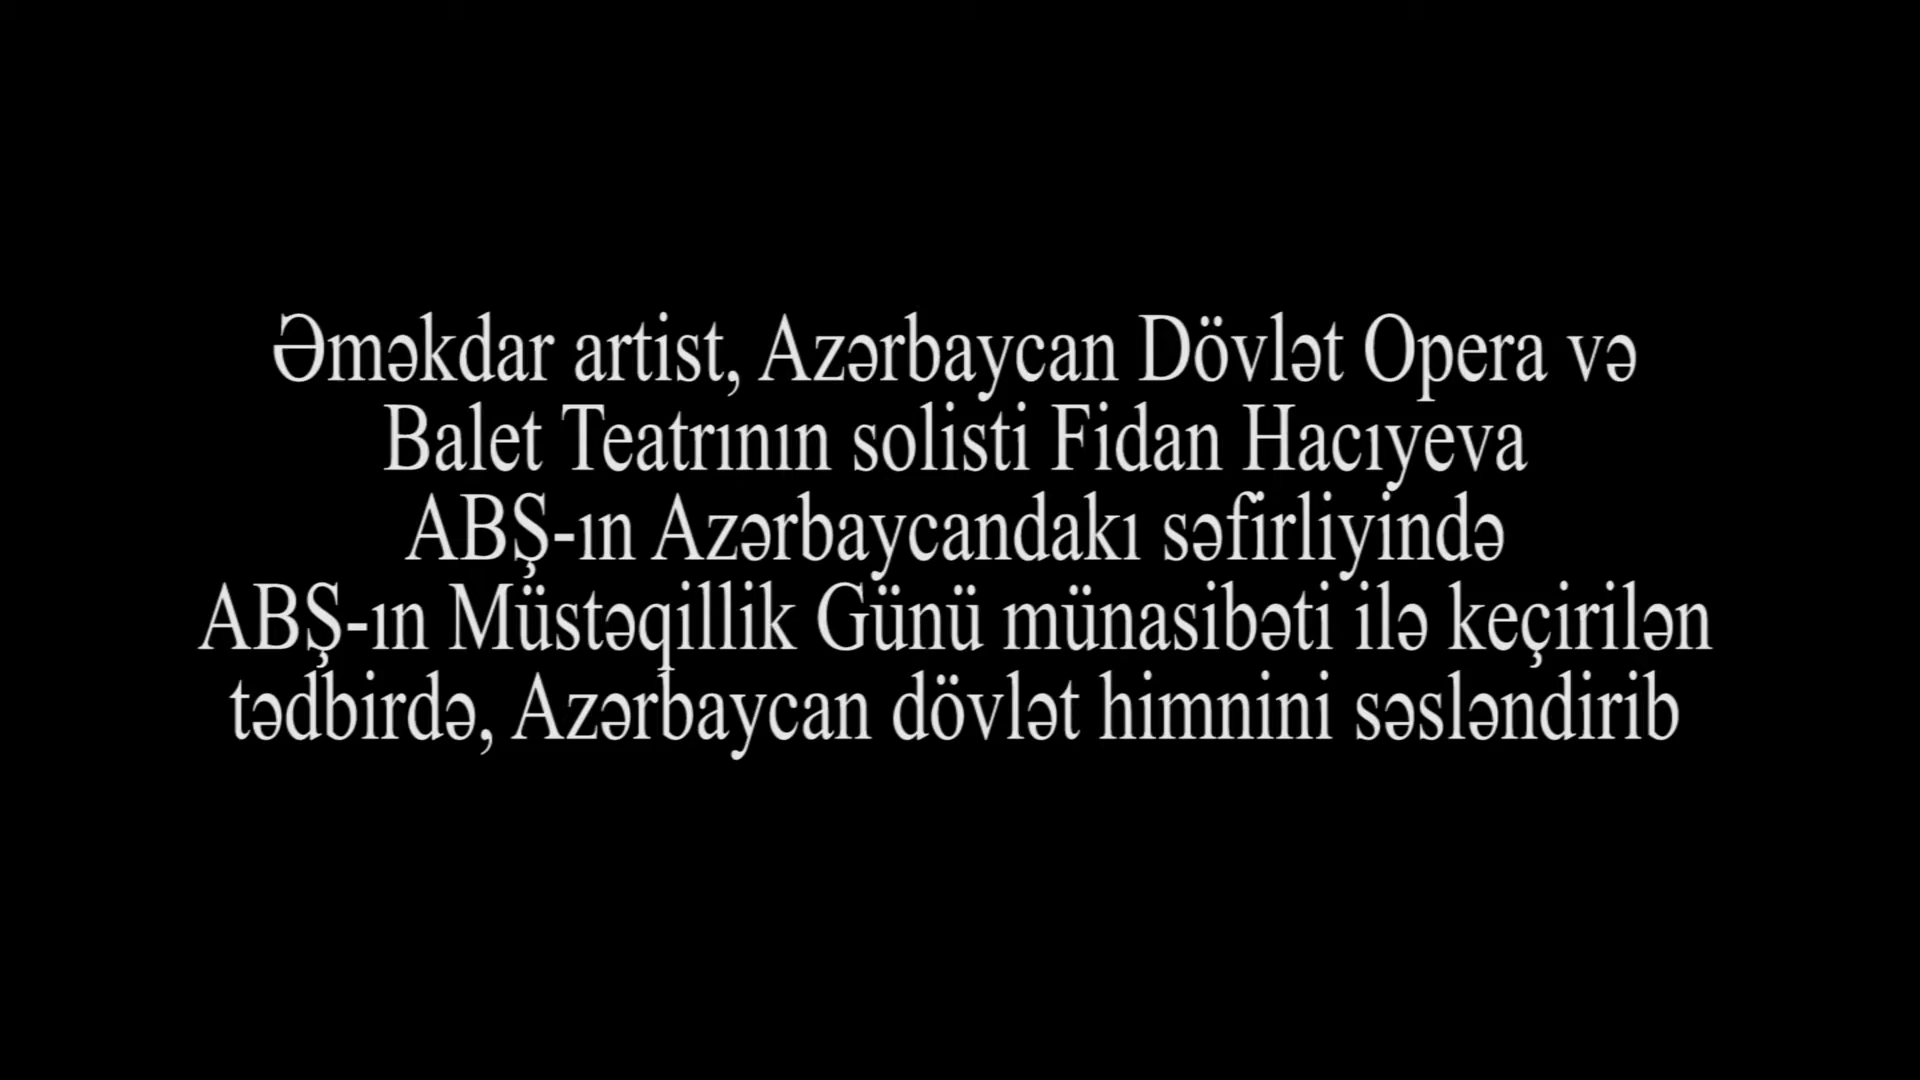 Əməkdar artist, Azərbaycan Dövlət Opera və
Balet Teatrının solisti Fidan Hacıyeva
ABŞ-ın Azərbaycandakı səfirliyində
ABŞ-ın Müstəqillik Günü münasibəti ilə keçirilən
tədbirdə, Azərbaycan dövlət himnini səsləndirib